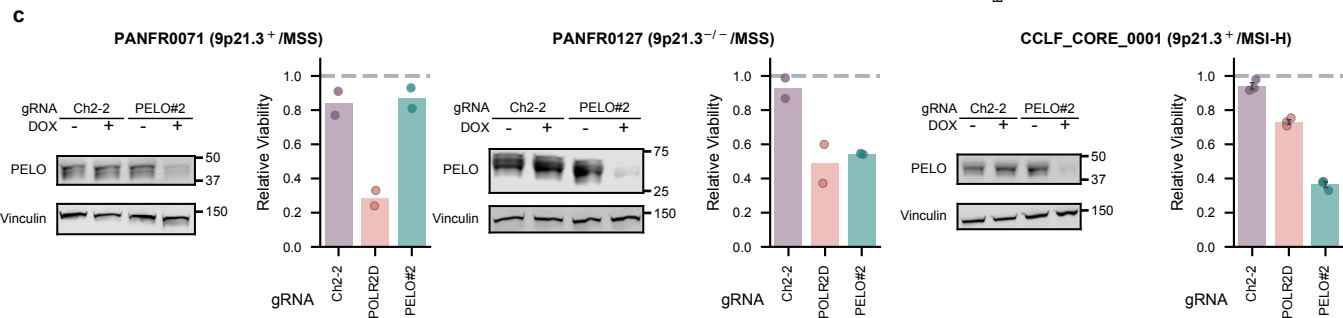 c
PANFR0071 (9p21.3⁺/MSS)
gRNA Ch2-2 PELO#2
DOX - + - +
PELO
50
37
Vinculin
150
Relative Viability
1.0
0.8
0.6
0.4
0.2
0.0
gRNA
Ch2-2
POLR2D
PELO#2
PANFR0127 (9p21.3⁻/⁻/MSS)
gRNA Ch2-2 PELO#2
DOX - + - +
PELO
75
25
Vinculin
150
Relative Viability
1.0
0.8
0.6
0.4
0.2
0.0
gRNA
Ch2-2
POLR2D
PELO#2
CCLF_CORE_0001 (9p21.3⁺/MSI-H)
gRNA Ch2-2 PELO#2
DOX - + - +
PELO
50
37
Vinculin
150
Relative Viability
1.0
0.8
0.6
0.4
0.2
0.0
gRNA
Ch2-2
POLR2D
PELO#2